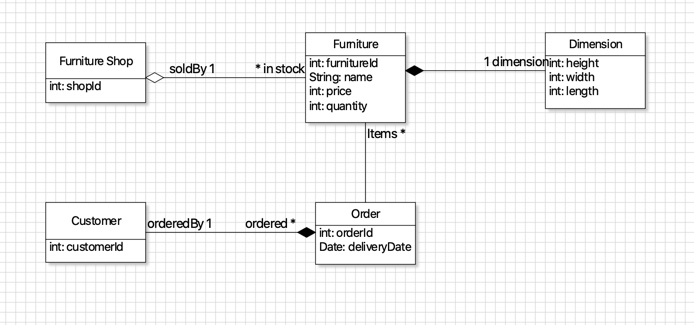 Furniture Shop
int: shopId
soldBy 1
* in stock
Furniture
int: furnitureId
String: name
int: price
int: quantity
1 dimension
Dimension
int: height
int: width
int: length
Items *
Customer
int: customerId
orderedBy 1
ordered *
Order
int: orderId
Date: deliveryDate